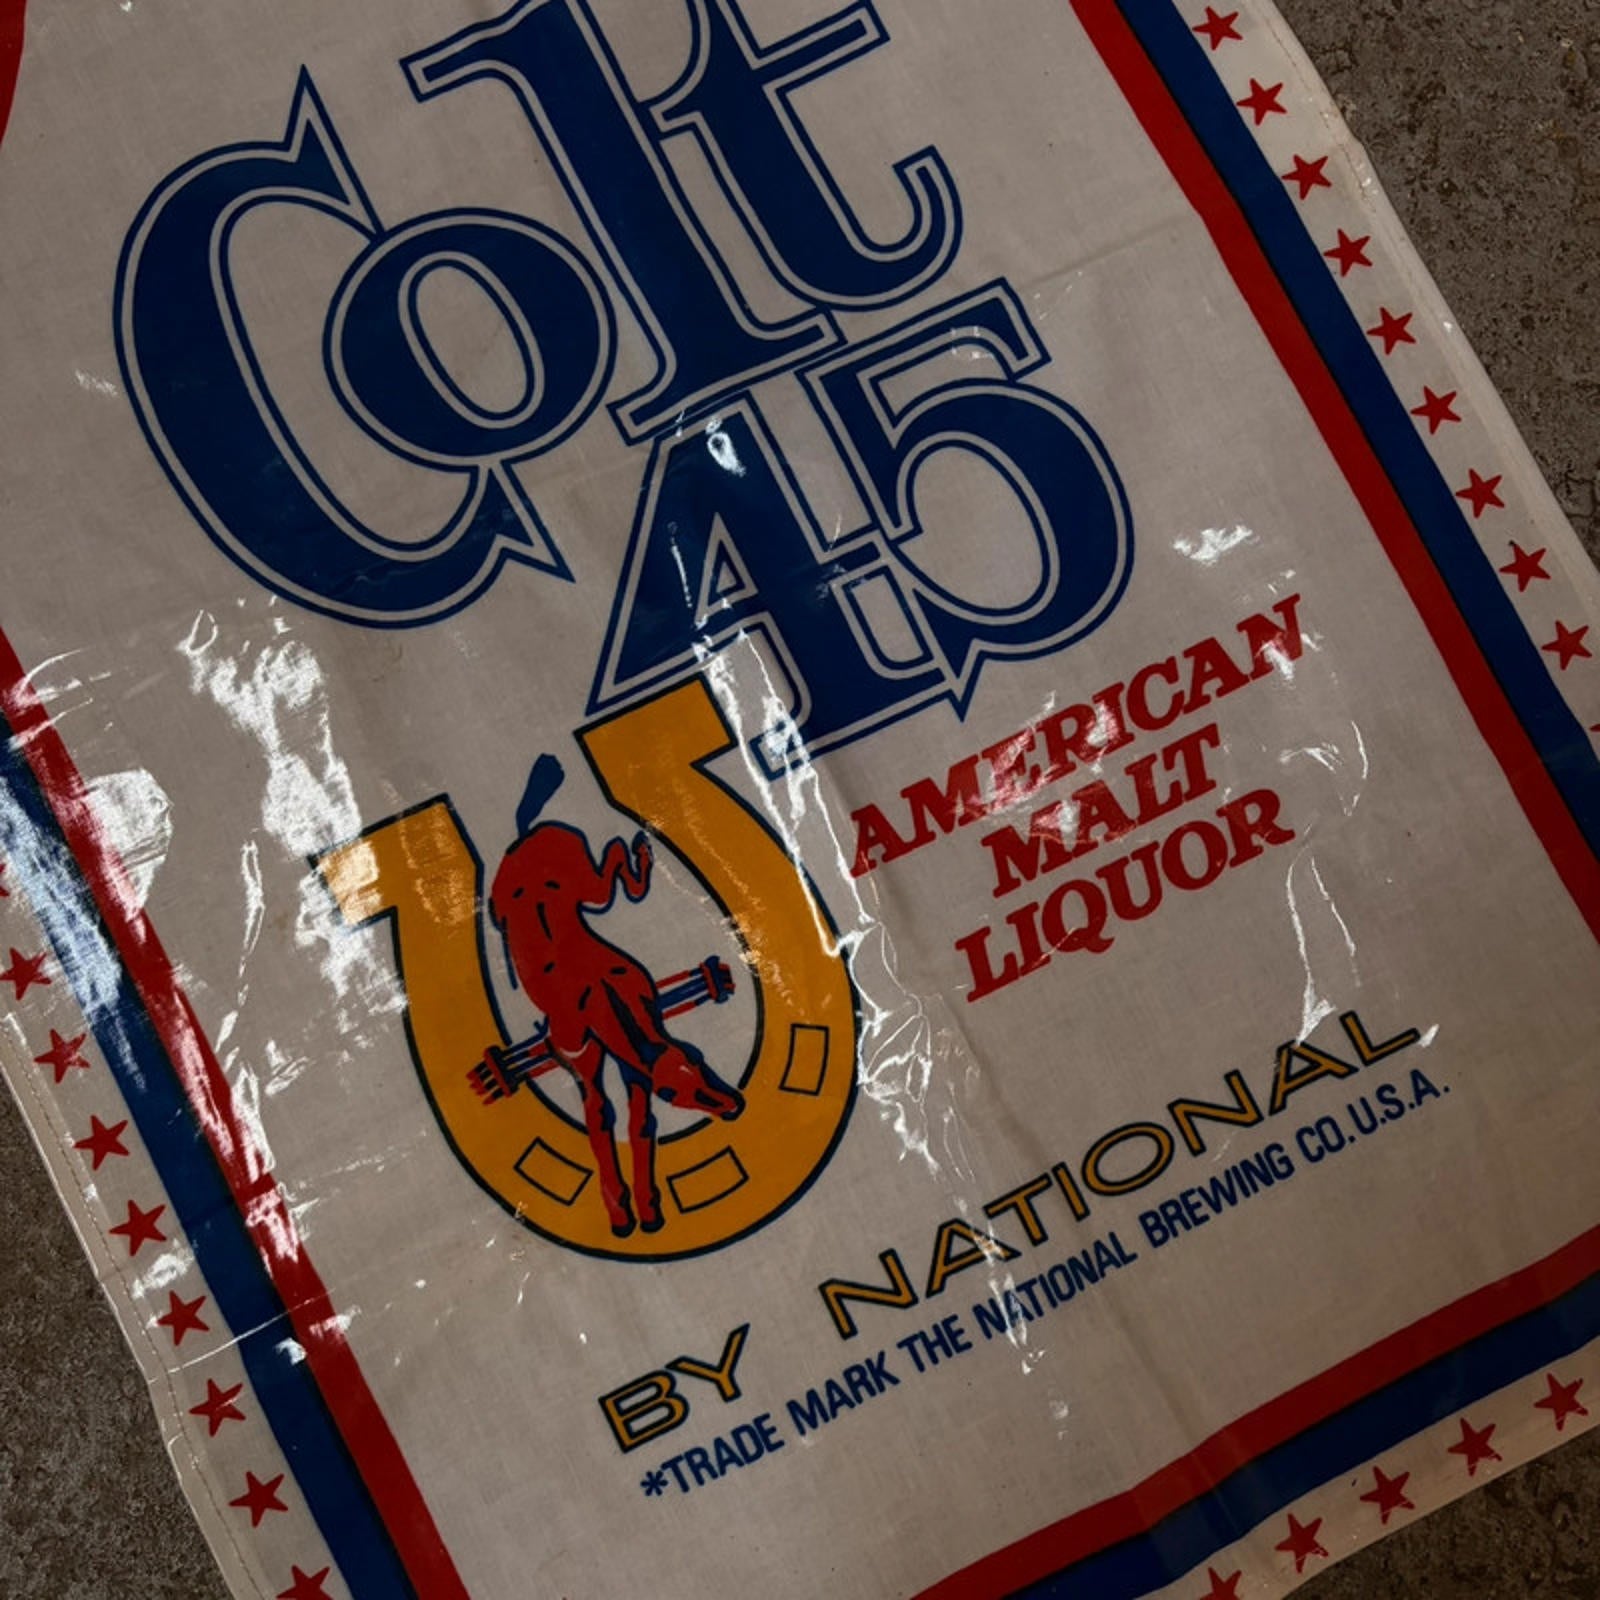 Colt
45
AMERICAN
MALT
LIQUOR
BY NATIONAL
*TRADE MARK THE NATIONAL BREWING CO. U.S.A.